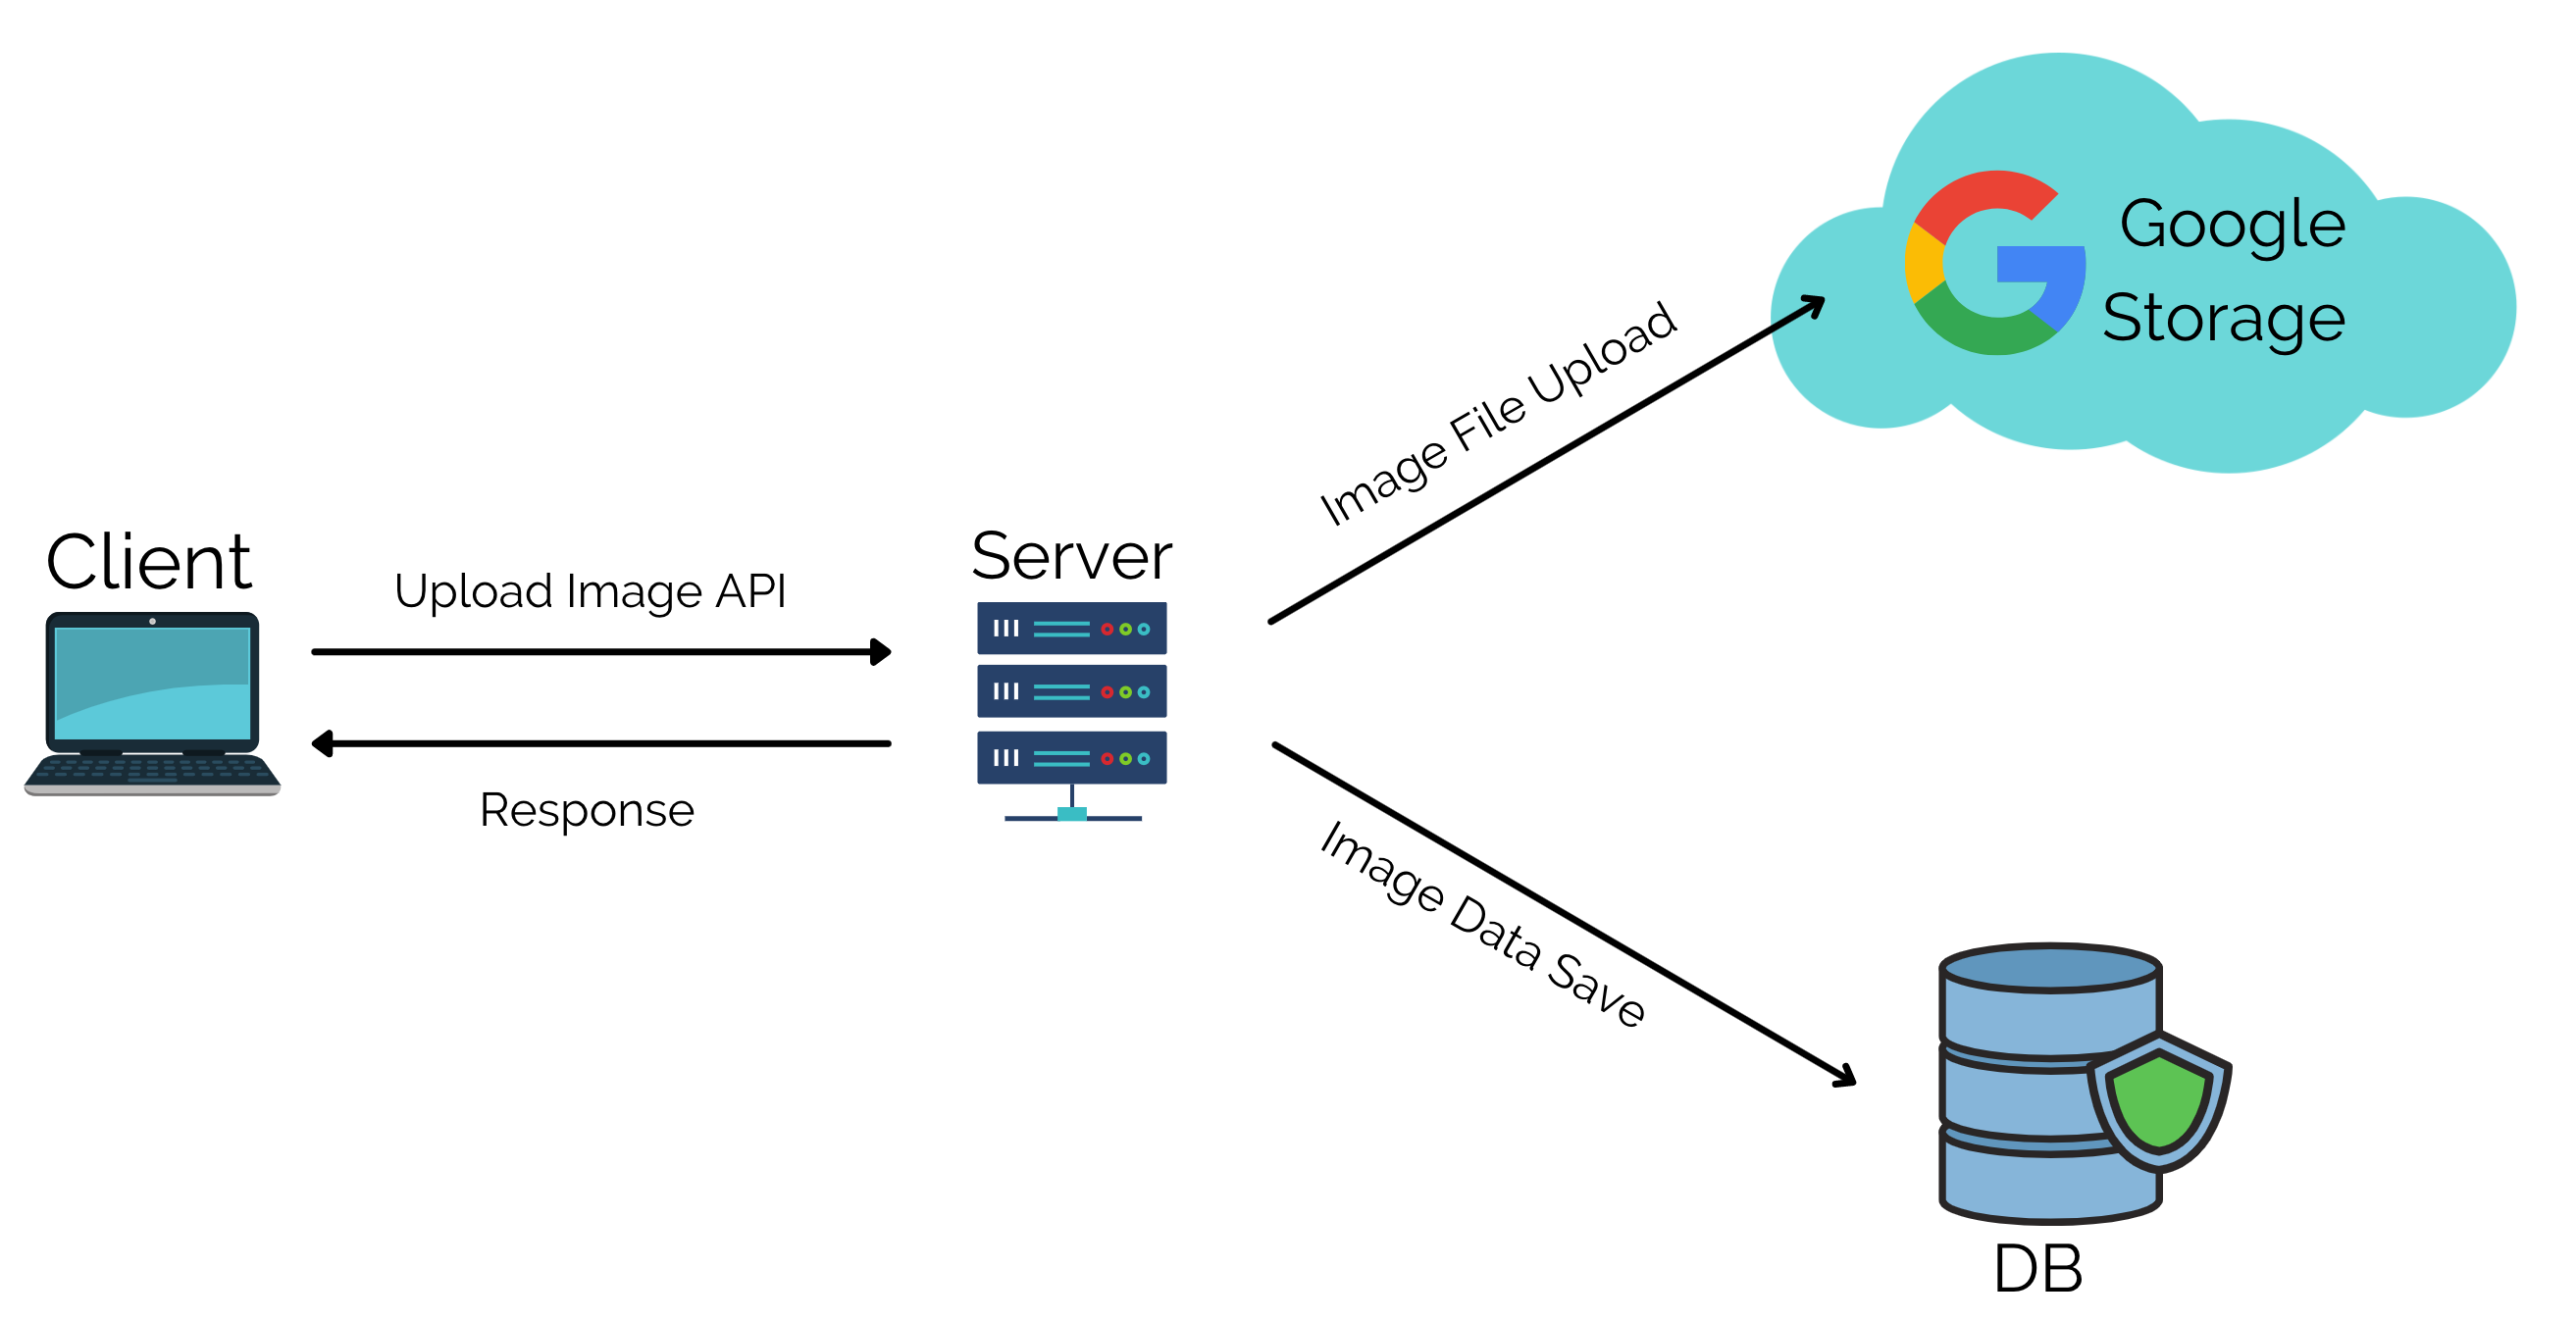 Client
Upload Image API
Response
Server
Image File Upload
Google
Storage
Image Data Save
DB